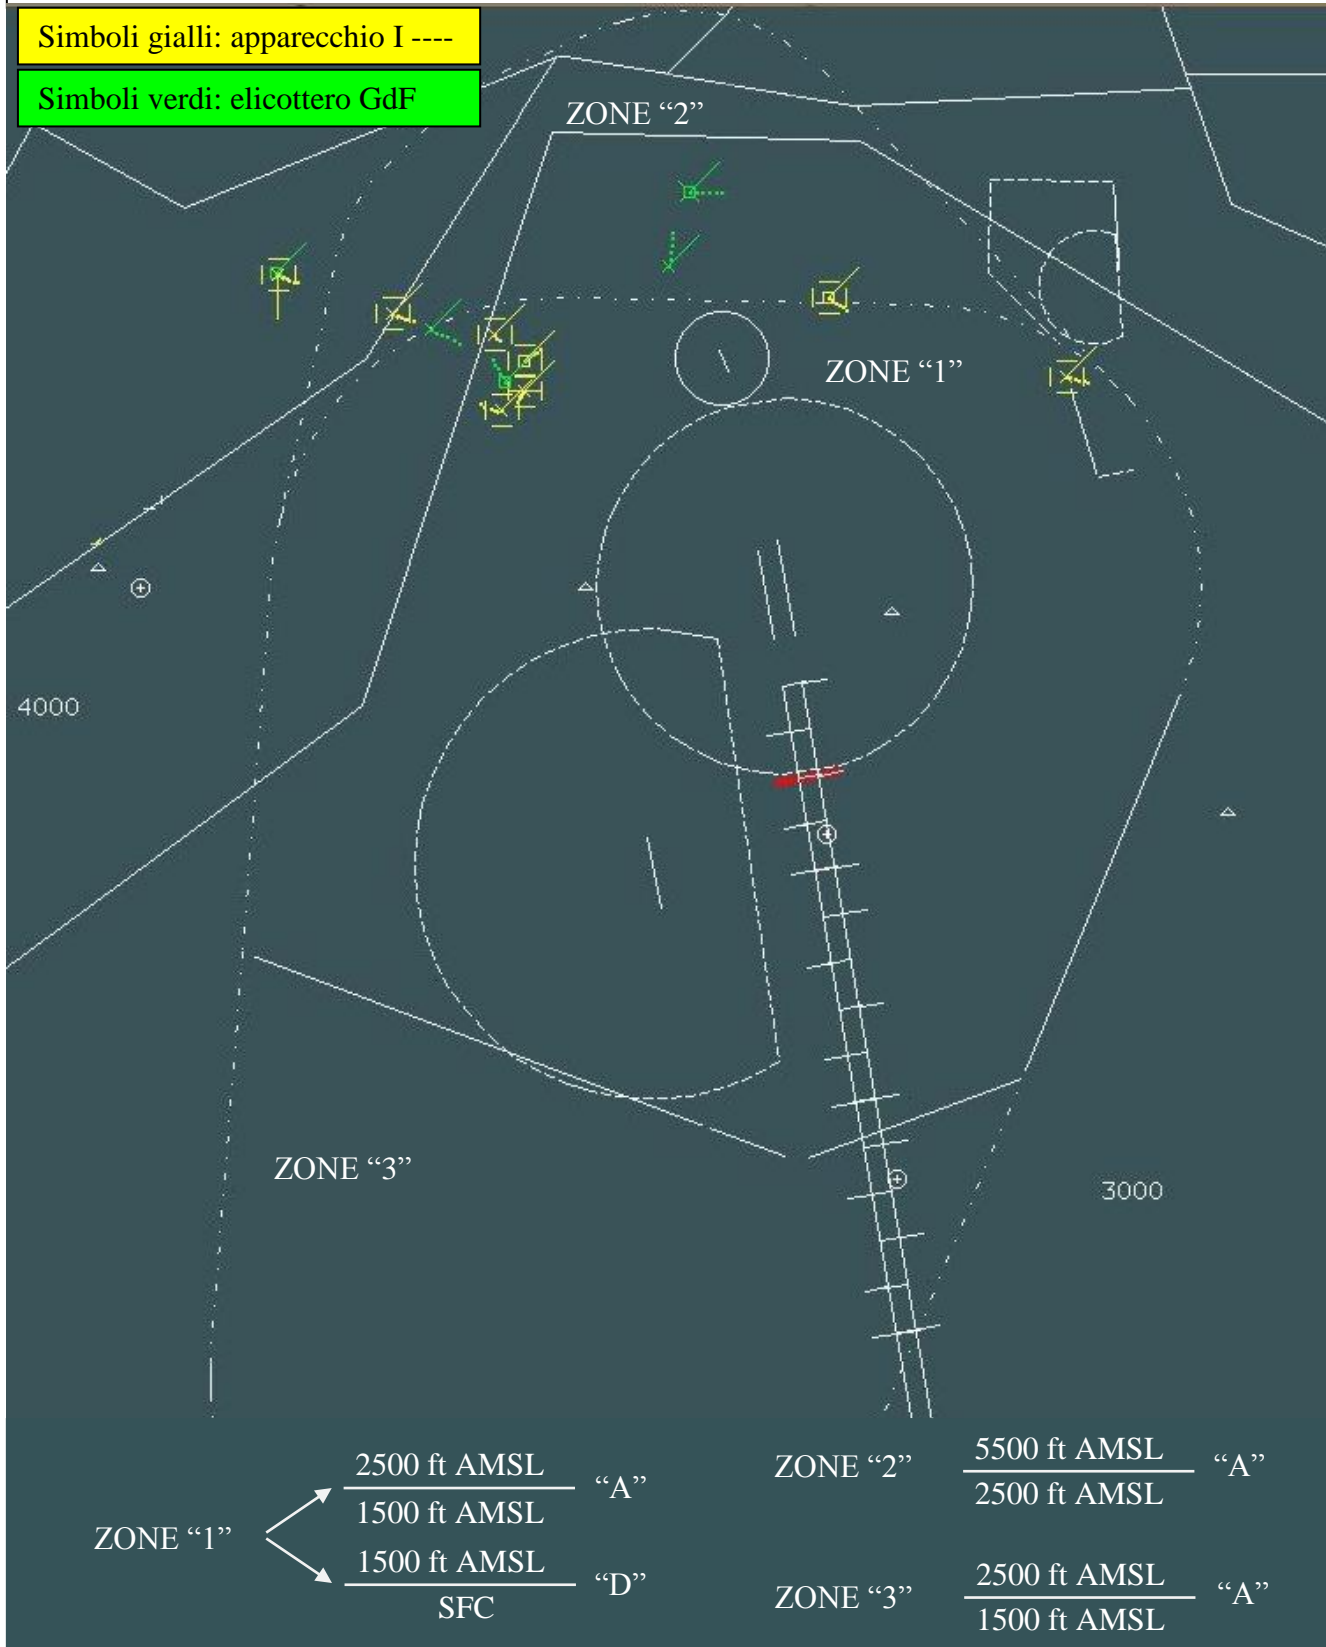 Simboli gialli: apparecchio I ----
Simboli verdi: elicottero GdF
ZONE “2”
ZONE “1”
4000
ZONE “3”
3000
ZONE “1”
2500 ft AMSL
1500 ft AMSL
“A”
1500 ft AMSL
SFC
“D”
ZONE “2”
5500 ft AMSL
2500 ft AMSL
“A”
ZONE “3”
2500 ft AMSL
1500 ft AMSL
“A”